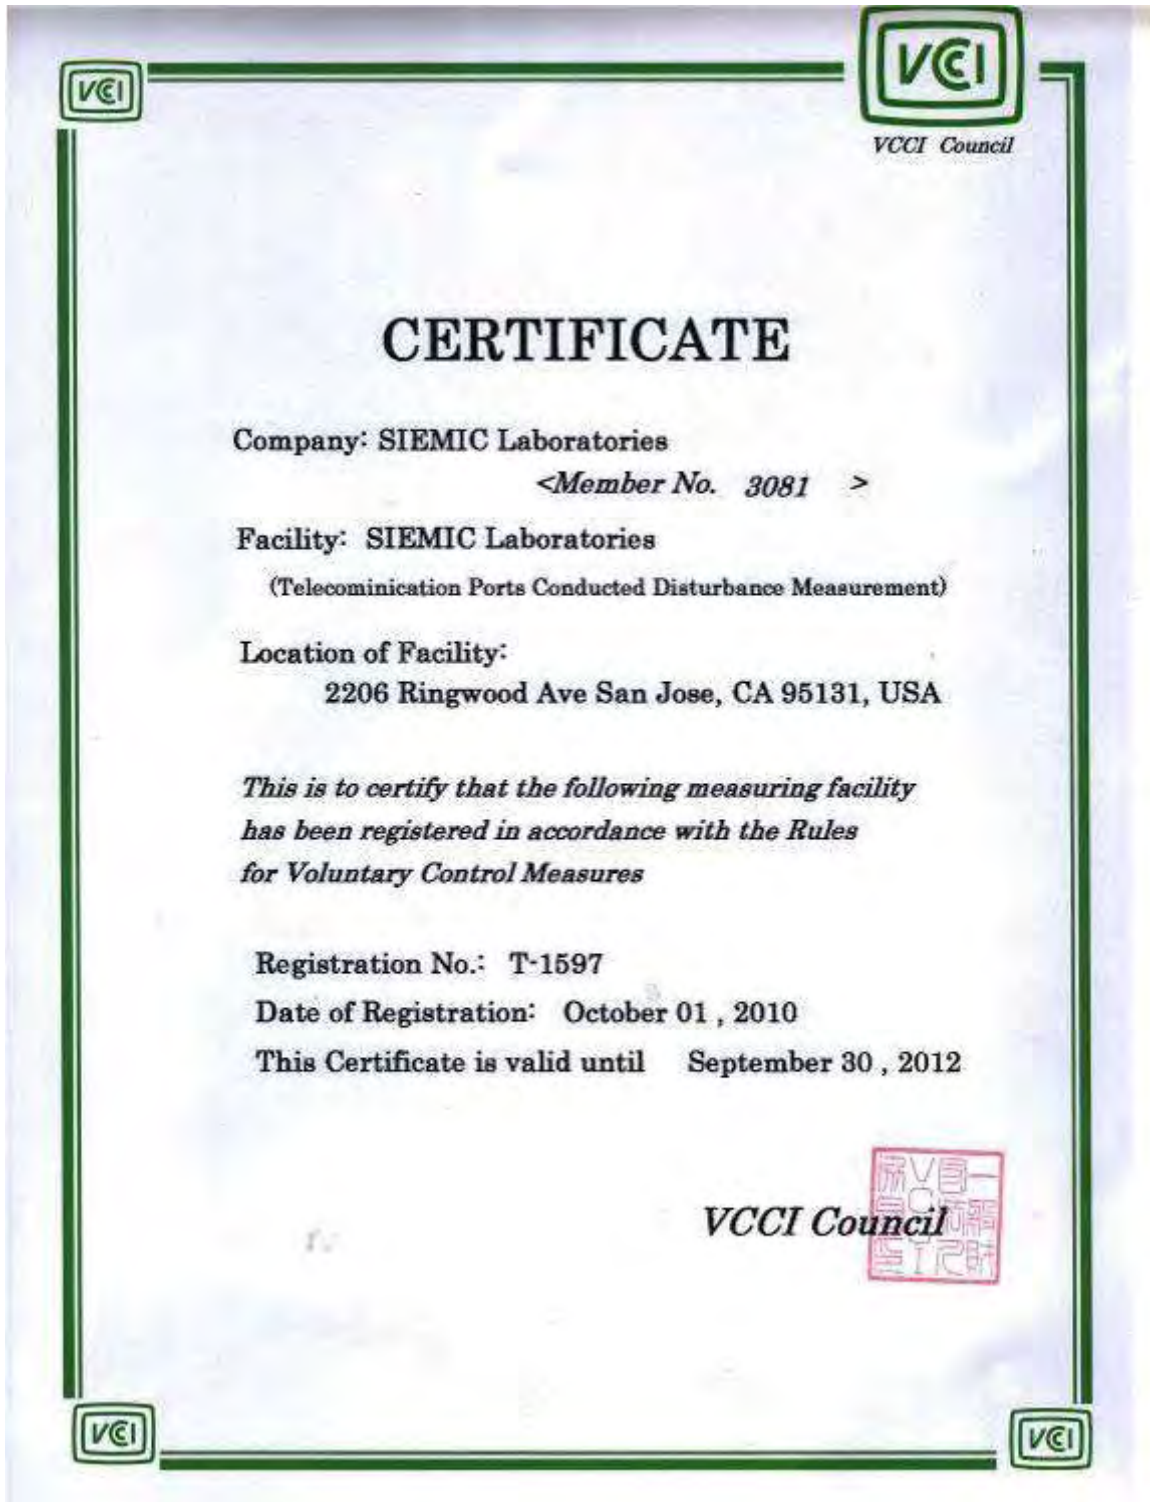 VCCI
VCCI
VCCI Council
CERTIFICATE
Company: SIEMIC Laboratories
<Member No. 3081 >
Facility: SIEMIC Laboratories
(Telecominication Ports Conducted Disturbance Measurement)
Location of Facility:
2206 Ringwood Ave San Jose, CA 95131, USA
This is to certify that the following measuring facility
has been registered in accordance with the Rules
for Voluntary Control Measures
Registration No.: T-1597
Date of Registration: October 01 , 2010
This Certificate is valid until September 30 , 2012
VCCI Council
VCCI
VCCI